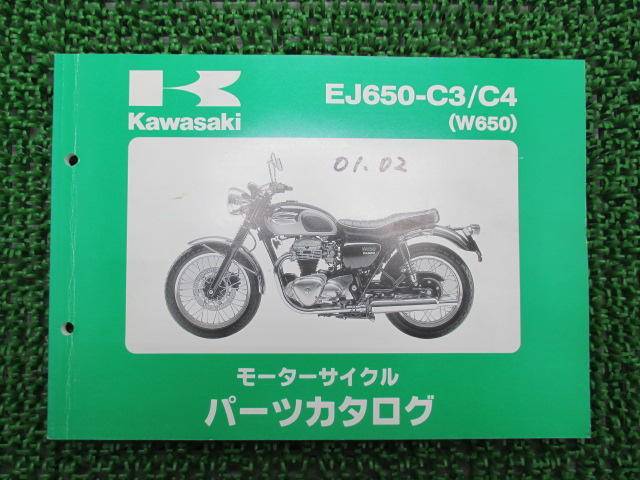 Kawasaki
EJ650-C3/C4
(W650)
01.02
W650
モーターサイクル
パーツカタログ